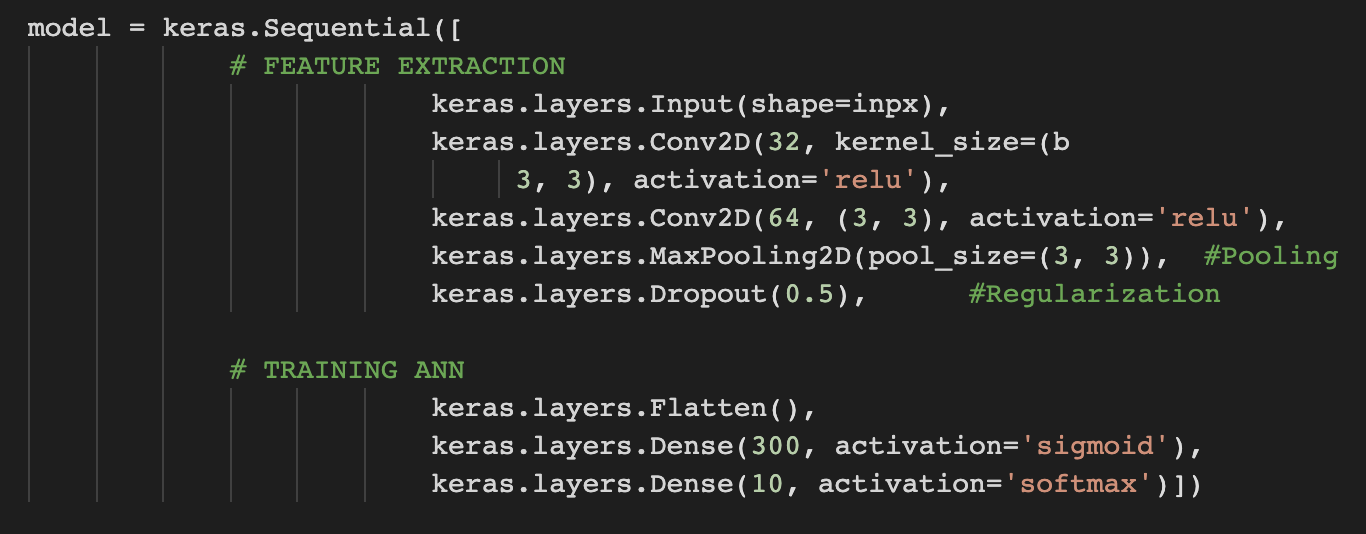 model = keras.Sequential([
# FEATURE EXTRACTION
keras.layers.Input(shape=inpx),
keras.layers.Conv2D(32, kernel_size=(b
3, 3), activation='relu'),
keras.layers.Conv2D(64, (3, 3), activation='relu'),
keras.layers.MaxPooling2D(pool_size=(3, 3)),  #Pooling
keras.layers.Dropout(0.5),      #Regularization
# TRAINING ANN
keras.layers.Flatten(),
keras.layers.Dense(300, activation='sigmoid'),
keras.layers.Dense(10, activation='softmax')])